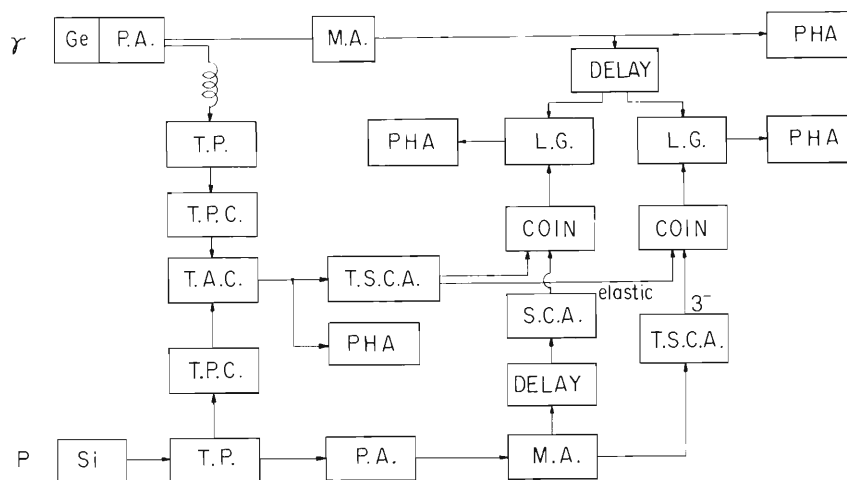 γ Ge P.A. M.A. PHA
DELAY
T.P. PHA L.G. L.G. PHA
T.P.C. COIN COIN
T.A.C. T.S.C.A.
elastic
S.C.A. 3⁻
PHA T.S.C.A.
T.P.C. DELAY
P Si T.P. P.A. M.A.